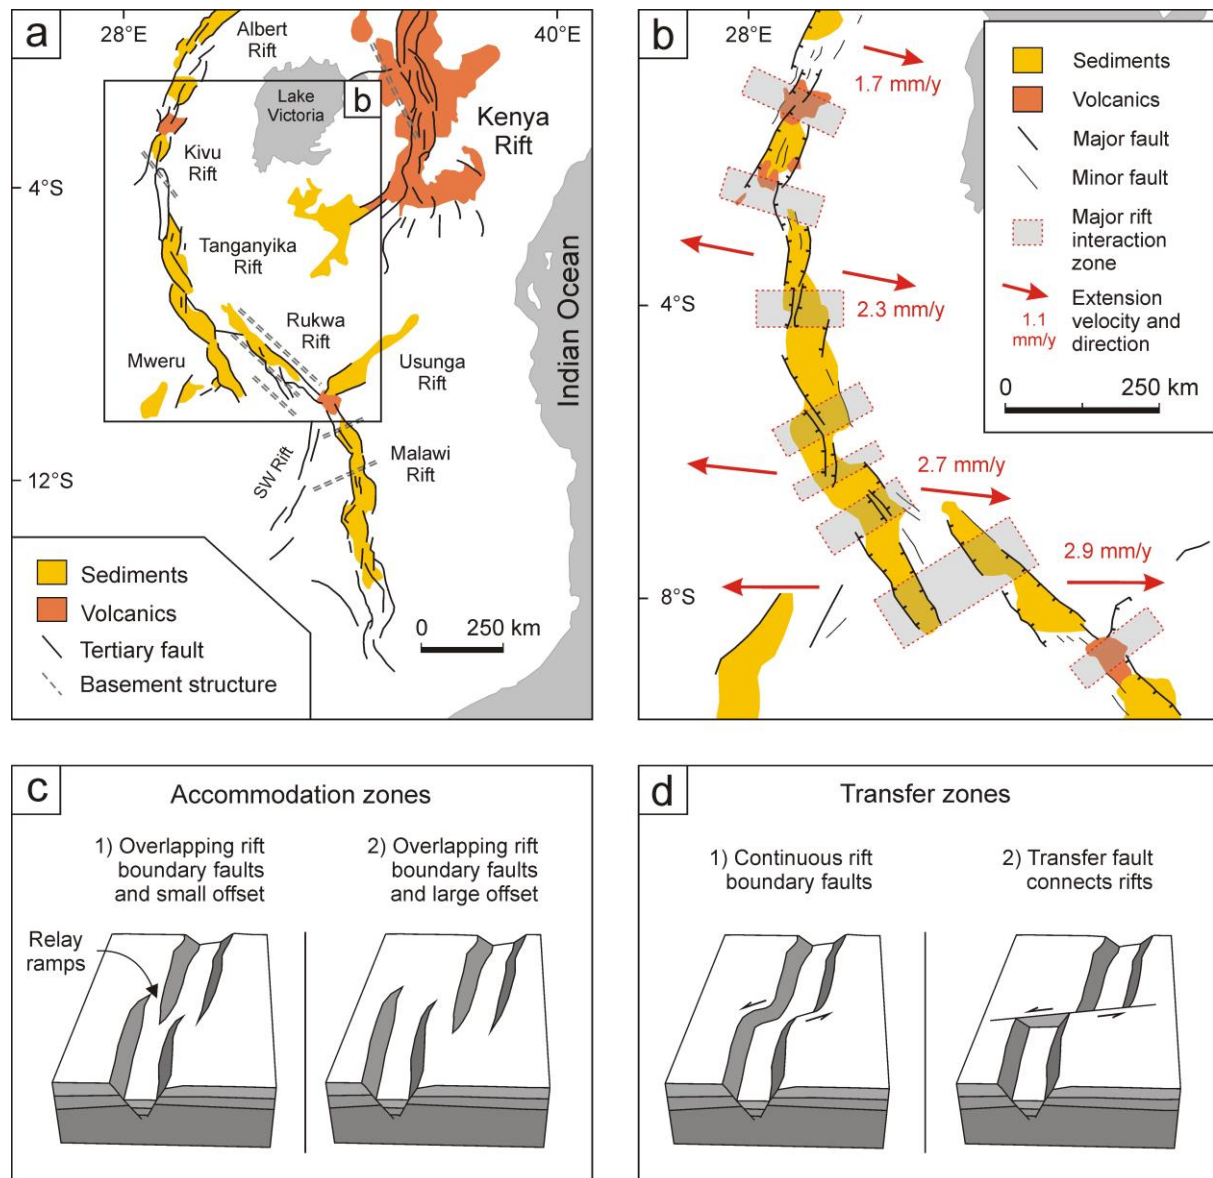 a
28°E
40°E
Albert
Rift
Lake
Victoria
b
Kenya
Rift
Kivu
Rift
4°S
Tanganyika
Rift
Rukwa
Rift
Mweru
Usunga
Rift
Indian Ocean
SW Rift
Malawi
Rift
12°S
Sediments
Volcanics
Tertiary fault
Basement structure
0 250 km
b
28°E
1.7 mm/y
4°S
2.3 mm/y
2.7 mm/y
2.9 mm/y
8°S
Sediments
Volcanics
Major fault
Minor fault
Major rift
interaction
zone
Extension
velocity and
direction
1.1
mm/y
0 250 km
c
Accommodation zones
1) Overlapping rift
boundary faults
and small offset
2) Overlapping rift
boundary faults
and large offset
Relay
ramps
d
Transfer zones
1) Continuous rift
boundary faults
2) Transfer fault
connects rifts